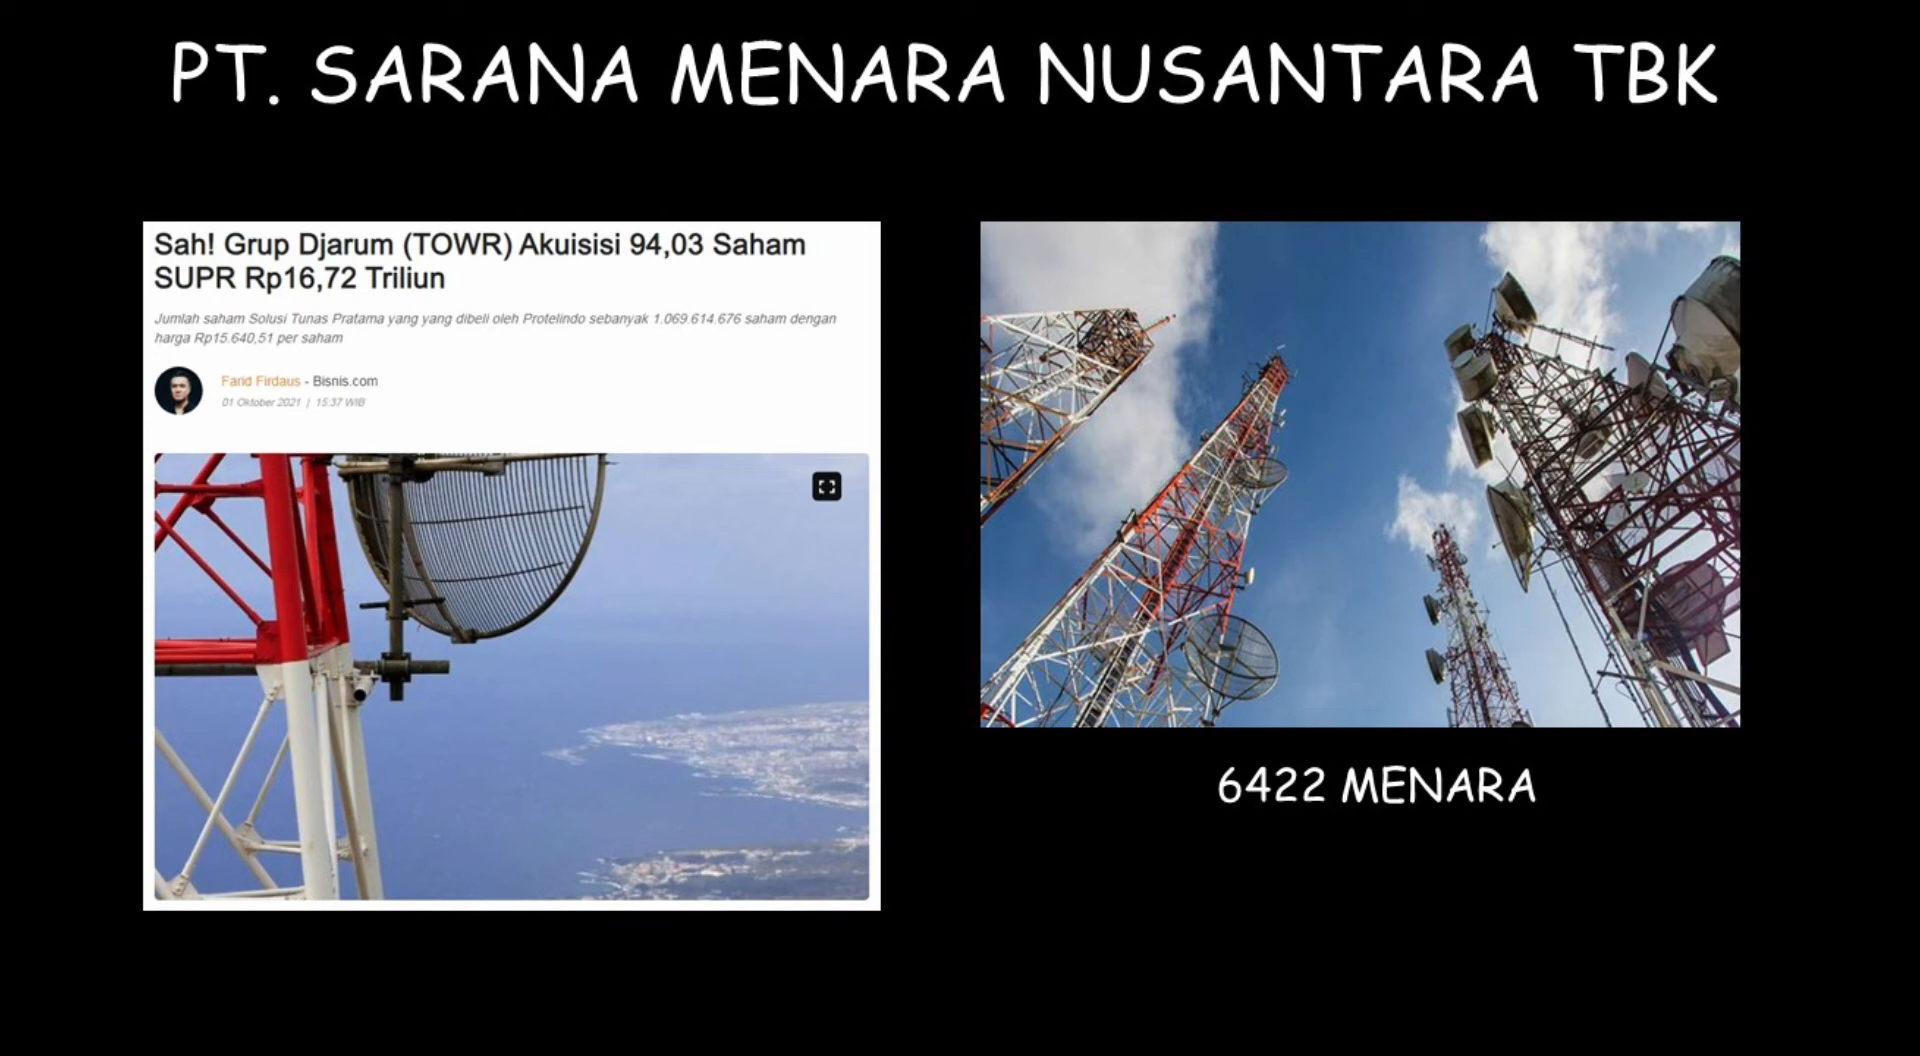 PT. SARANA MENARA NUSANTARA TBK
Sah! Grup Djarum (TOWR) Akuisisi 94,03 Saham
SUPR Rp16,72 Triliun
Jumlah saham Solusi Tunas Pratama yang yang dibeli oleh Protelindo sebanyak 1.069.614.676 saham dengan
harga Rp15.640,51 per saham
Farid Firdaus - Bisnis.com
01 Oktober 2021 | 15:37 WIB
6422 MENARA